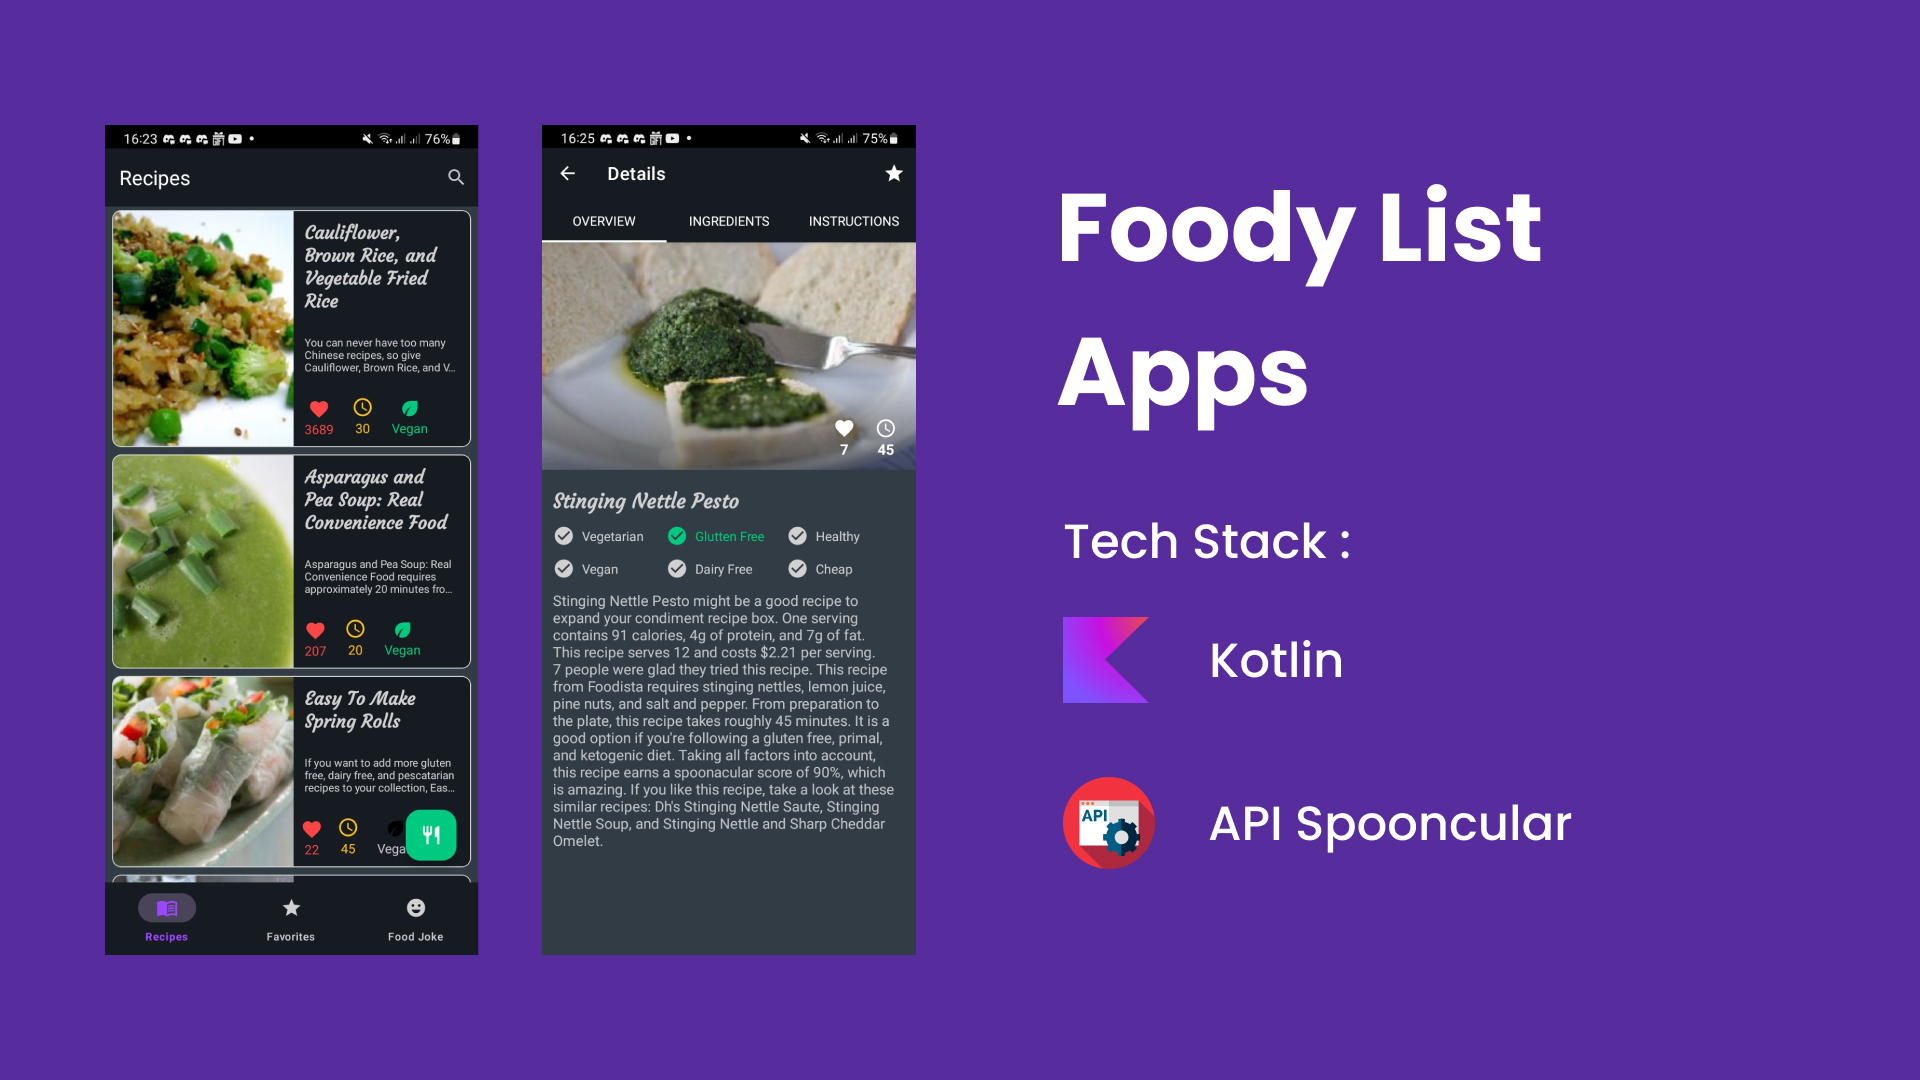 16:23
76%
Recipes
Cauliflower,
Brown Rice, and
Vegetable Fried
Rice
You can never have too many
Chinese recipes, so give
Cauliflower, Brown Rice, and V...
3689
30
Vegan
Asparagus and
Pea Soup: Real
Convenience Food
Asparagus and Pea Soup: Real
Convenience Food requires
approximately 20 minutes fro...
207
20
Vegan
Easy To Make
Spring Rolls
If you want to add more gluten
free, dairy free, and pescatarian
recipes to your collection, Eas...
22
45
Vega
Recipes
Favorites
Food Joke
16:25
75%
Details
OVERVIEW
INGREDIENTS
INSTRUCTIONS
7
45
Stinging Nettle Pesto
Vegetarian
Glutten Free
Healthy
Vegan
Dairy Free
Cheap
Stinging Nettle Pesto might be a good recipe to
expand your condiment recipe box. One serving
contains 91 calories, 4g of protein, and 7g of fat.
This recipe serves 12 and costs $2.21 per serving.
7 people were glad they tried this recipe. This recipe
from Foodista requires stinging nettles, lemon juice,
pine nuts, and salt and pepper. From preparation to
the plate, this recipe takes roughly 45 minutes. It is a
good option if you're following a gluten free, primal,
and ketogenic diet. Taking all factors into account,
this recipe earns a spoonacular score of 90%, which
is amazing. If you like this recipe, take a look at these
similar recipes: Dh's Stinging Nettle Saute, Stinging
Nettle Soup, and Stinging Nettle and Sharp Cheddar
Omelet.
Foody List
Apps
Tech Stack :
Kotlin
API
API Spooncular